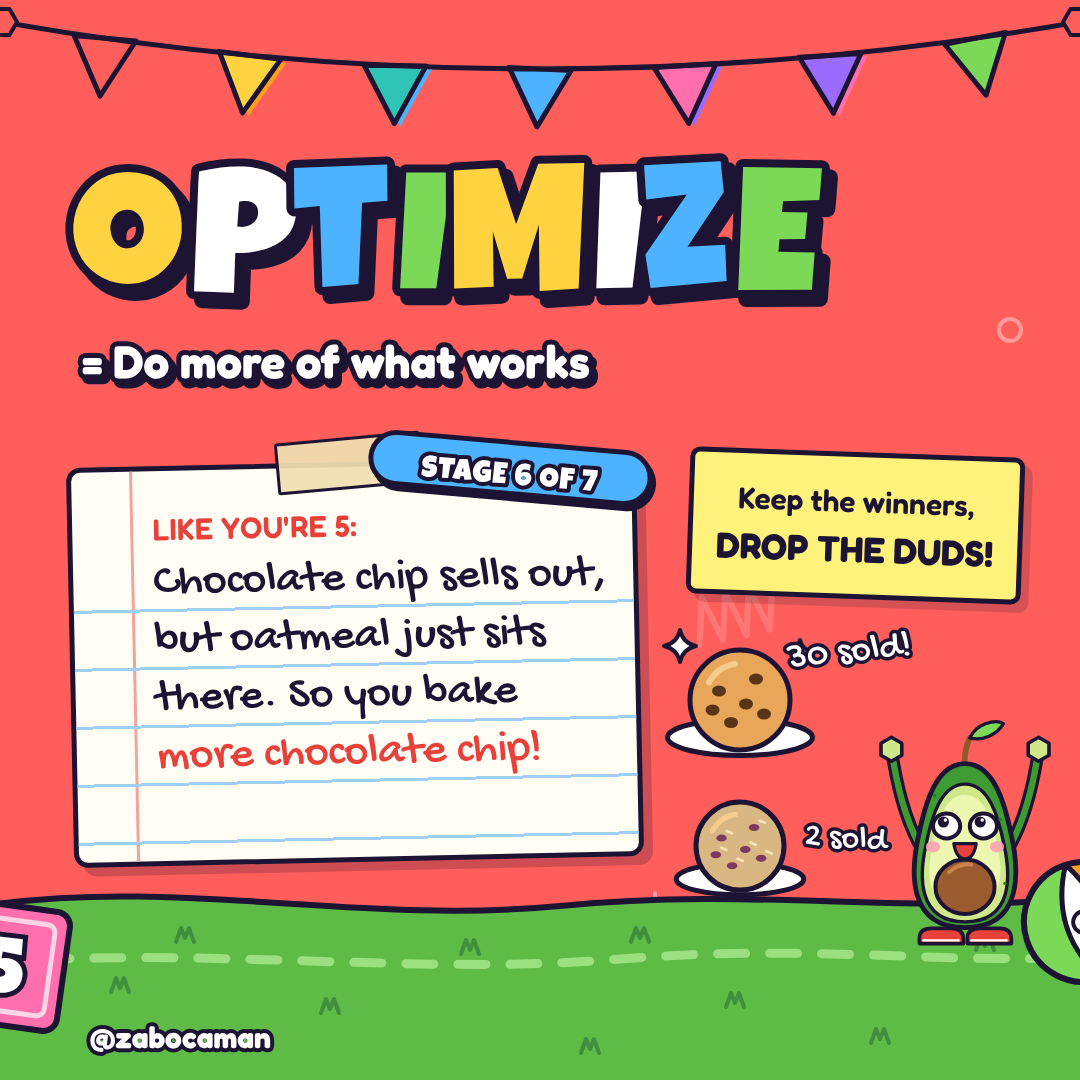 OPTIMIZE
= Do more of what works
STAGE 6 OF 7
LIKE YOU'RE 5:
Chocolate chip sells out,
but oatmeal just sits
there. So you bake
more chocolate chip!
Keep the winners,
DROP THE DUDS!
30 sold!
2 sold
5
@zabocaman